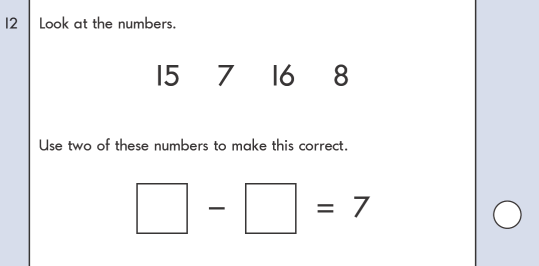 12 Look at the numbers.
15 7 16 8
Use two of these numbers to make this correct.
– = 7